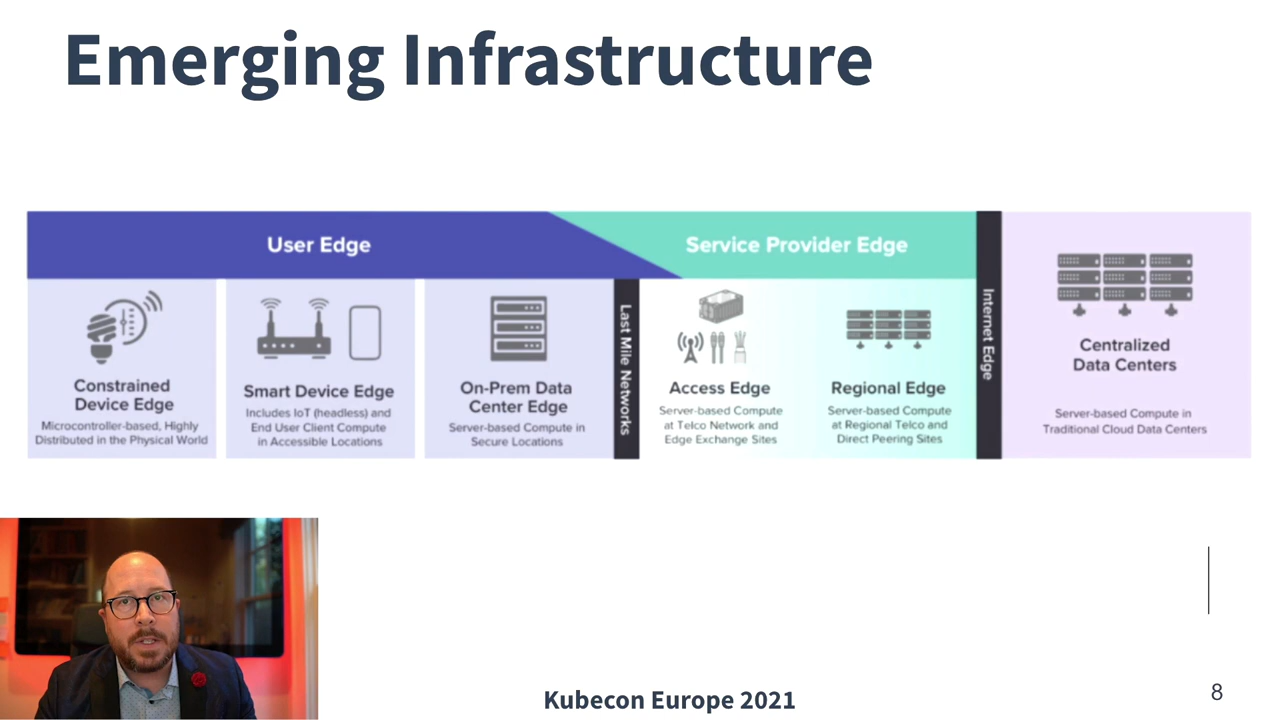 Emerging Infrastructure
User Edge
Service Provider Edge
Constrained
Device Edge
Microcontroller-based, Highly
Distributed in the Physical World
Smart Device Edge
Includes IoT (headless) and
End User Client Compute
in Accessible Locations
On-Prem Data
Center Edge
Server-based Compute in
Secure Locations
Last Mile Networks
Access Edge
Server-based Compute
at Telco Network and
Edge Exchange Sites
Regional Edge
Server-based Compute
at Regional Telco and
Direct Peering Sites
Internet Edge
Centralized
Data Centers
Server-based Compute in
Traditional Cloud Data Centers
Kubecon Europe 2021
8